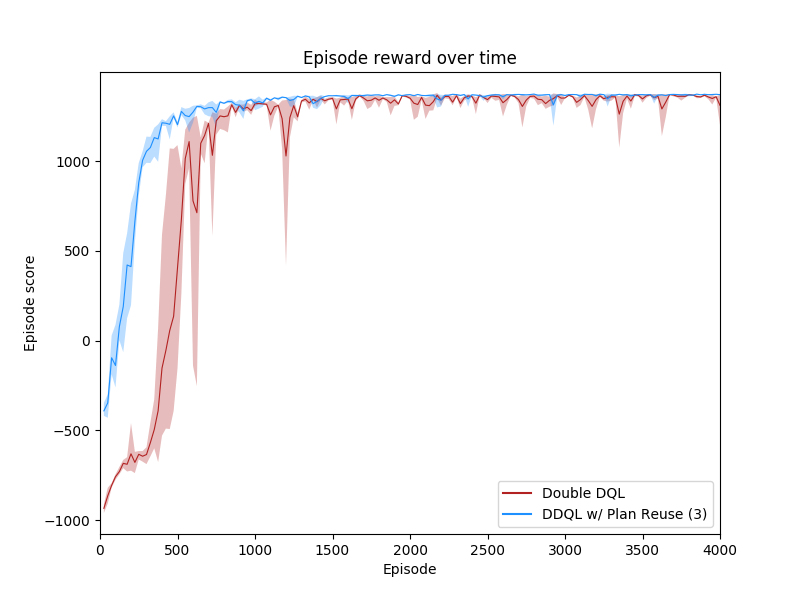 Episode reward over time
Episode score
1000
500
0
−500
−1000
Double DQL
DDQL w/ Plan Reuse (3)
0 500 1000 1500 2000 2500 3000 3500 4000
Episode